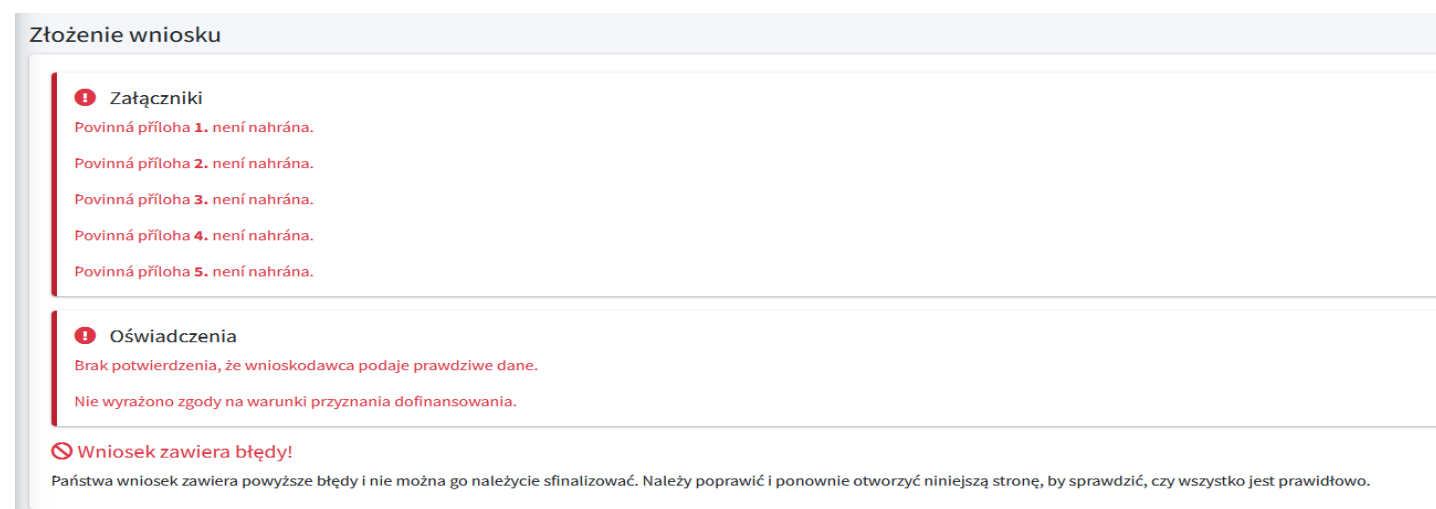 Złożenie wniosku
Załączniki
Povinná příloha 1. není nahrána.
Povinná příloha 2. není nahrána.
Povinná příloha 3. není nahrána.
Povinná příloha 4. není nahrána.
Povinná příloha 5. není nahrána.
Oświadczenia
Brak potwierdzenia, że wnioskodawca podaje prawdziwe dane.
Nie wyrażono zgody na warunki przyznania dofinansowania.
Wniosek zawiera błędy!
Państwa wniosek zawiera powyższe błędy i nie można go należycie sfinalizować. Należy poprawić i ponownie otworzyć niniejszą stronę, by sprawdzić, czy wszystko jest prawidłowo.